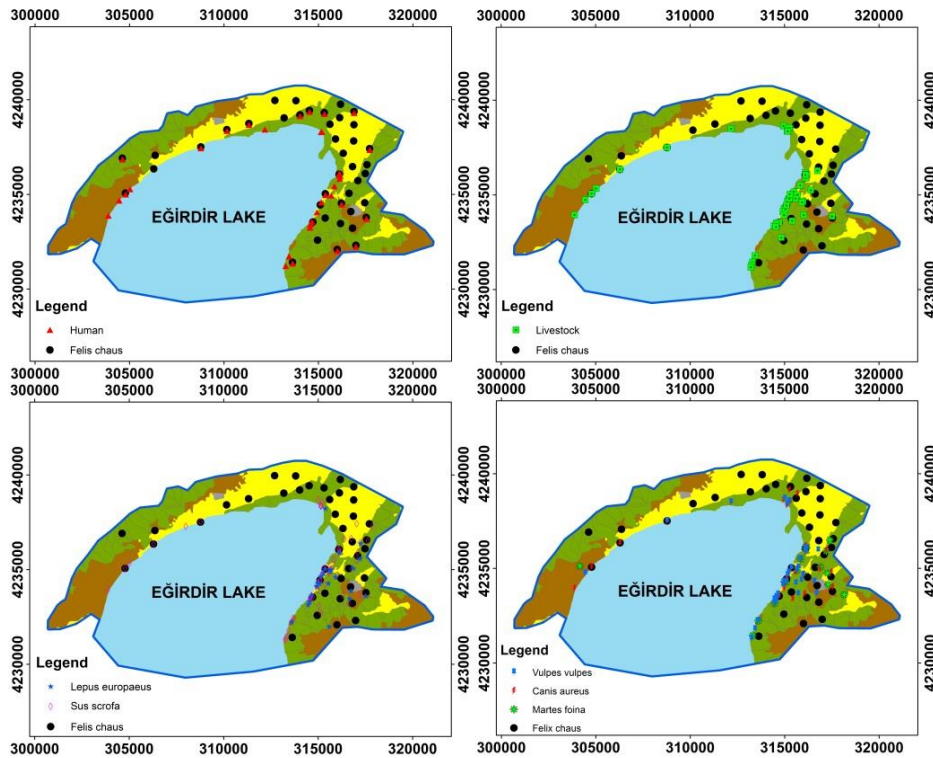 300000 305000 310000 315000 320000
300000 305000 310000 315000 320000
4240000
4235000
4230000
4240000
4235000
4230000
EĞİRDİR LAKE
EĞİRDİR LAKE
Legend
Human
Felis chaus
Legend
Livestock
Felis chaus
300000 305000 310000 315000 320000
300000 305000 310000 315000 320000
300000 305000 310000 315000 320000
300000 305000 310000 315000 320000
4240000
4235000
4230000
4240000
4235000
4230000
EĞİRDİR LAKE
EĞİRDİR LAKE
Legend
Lepus europaeus
Sus scrofa
Felis chaus
Legend
Vulpes vulpes
Canis aureus
Martes foina
Felix chaus
300000 305000 310000 315000 320000
300000 305000 310000 315000 320000